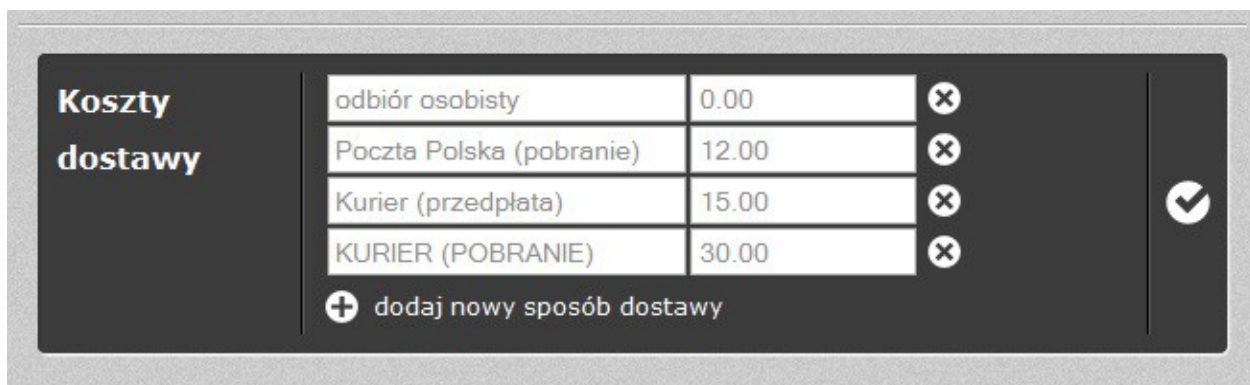 Koszty
dostawy
odbiór osobisty 0.00
Poczta Polska (pobranie) 12.00
Kurier (przedpłata) 15.00
KURIER (POBRANIE) 30.00
dodaj nowy sposób dostawy